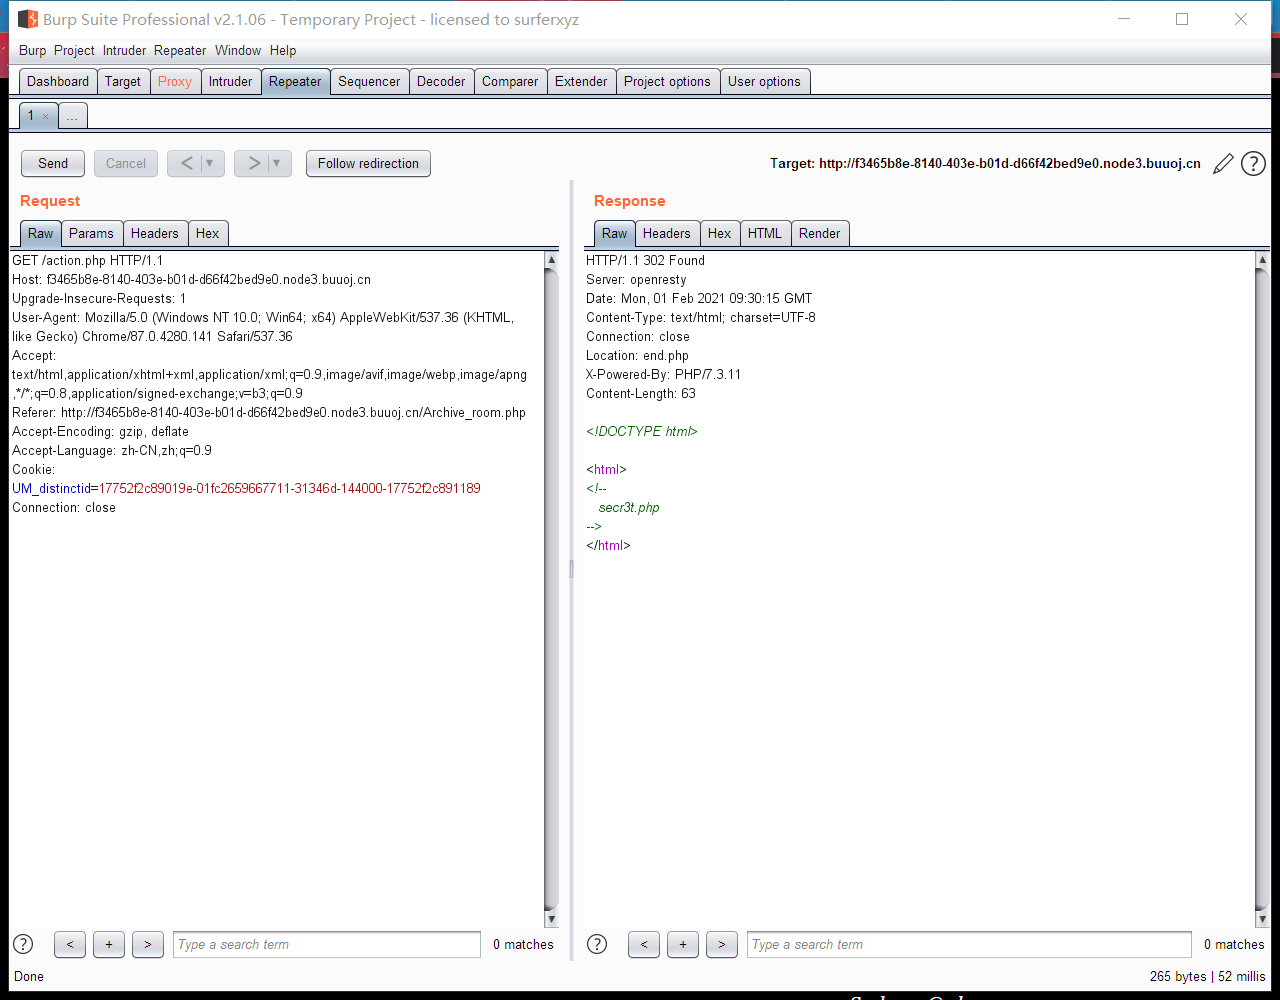 Burp Suite Professional v2.1.06 - Temporary Project - licensed to surferxyz
Burp Project Intruder Repeater Window Help
Dashboard Target Proxy Intruder Repeater Sequencer Decoder Comparer Extender Project options User options
1 × ...
Send Cancel < | ▼ > | ▼ Follow redirection Target: http://f3465b8e-8140-403e-b01d-d66f42bed9e0.node3.buuoj.cn ?
Request
Raw Params Headers Hex
GET /action.php HTTP/1.1
Host: f3465b8e-8140-403e-b01d-d66f42bed9e0.node3.buuoj.cn
Upgrade-Insecure-Requests: 1
User-Agent: Mozilla/5.0 (Windows NT 10.0; Win64; x64) AppleWebKit/537.36 (KHTML,
like Gecko) Chrome/87.0.4280.141 Safari/537.36
Accept:
text/html,application/xhtml+xml,application/xml;q=0.9,image/avif,image/webp,image/apng
,*/*;q=0.8,application/signed-exchange;v=b3;q=0.9
Referer: http://f3465b8e-8140-403e-b01d-d66f42bed9e0.node3.buuoj.cn/Archive_room.php
Accept-Encoding: gzip, deflate
Accept-Language: zh-CN,zh;q=0.9
Cookie:
UM_distinctid=17752f2c89019e-01fc2659667711-31346d-144000-17752f2c891189
Connection: close
? < + > Type a search term 0 matches
Response
Raw Headers Hex HTML Render
HTTP/1.1 302 Found
Server: openresty
Date: Mon, 01 Feb 2021 09:30:15 GMT
Content-Type: text/html; charset=UTF-8
Connection: close
Location: end.php
X-Powered-By: PHP/7.3.11
Content-Length: 63
<!DOCTYPE html>
<html>
<!--
secr3t.php
-->
</html>
? < + > Type a search term 0 matches
Done 265 bytes | 52 millis